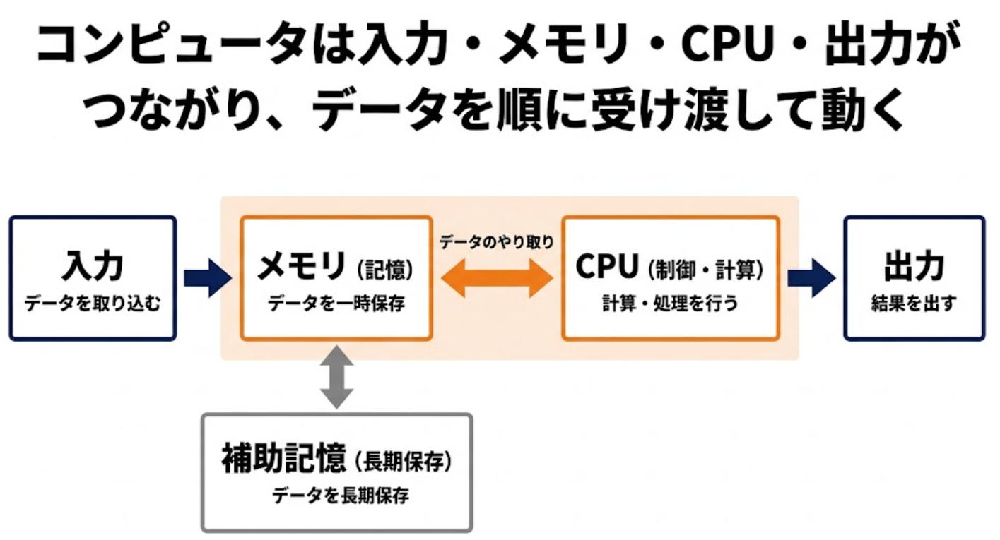 コンピュータは入力・メモリ・CPU・出力が
つながり、データを順に受け渡して動く
入力
データを取り込む
メモリ（記憶）
データを一時保存
データのやり取り
CPU（制御・計算）
計算・処理を行う
出力
結果を出す
補助記憶（長期保存）
データを長期保存